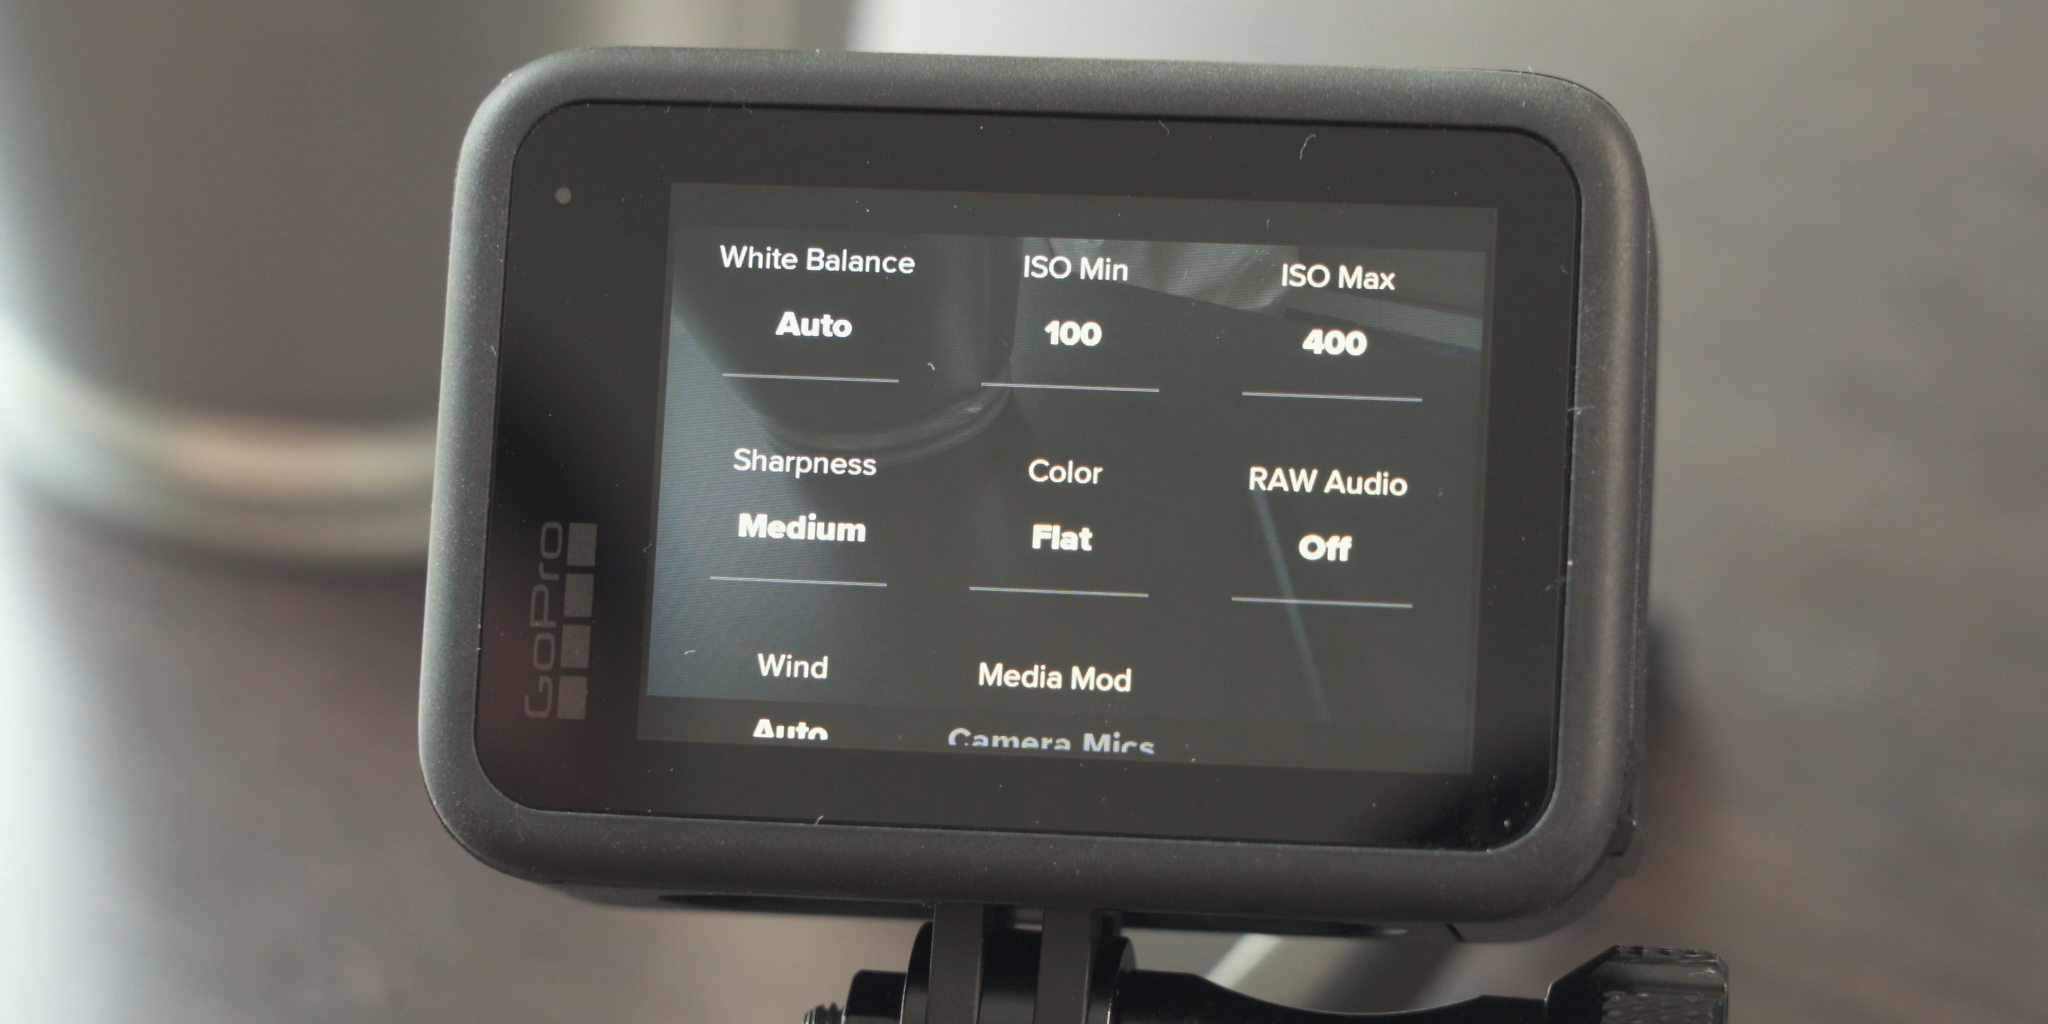 White Balance ISO Min ISO Max
Auto 100 400
Sharpness Color RAW Audio
Medium Flat Off
Wind Media Mod
Auto Camera Mics
GoPro